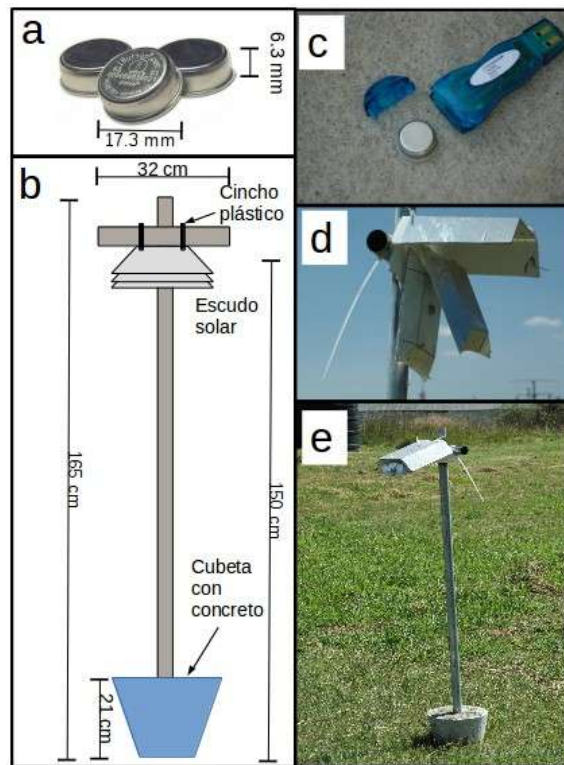 a
6.3 mm
17.3 mm
b
32 cm
Cincho
plástico
Escudo
solar
165 cm
150 cm
Cubeta
con
concreto
21 cm
c
d
e